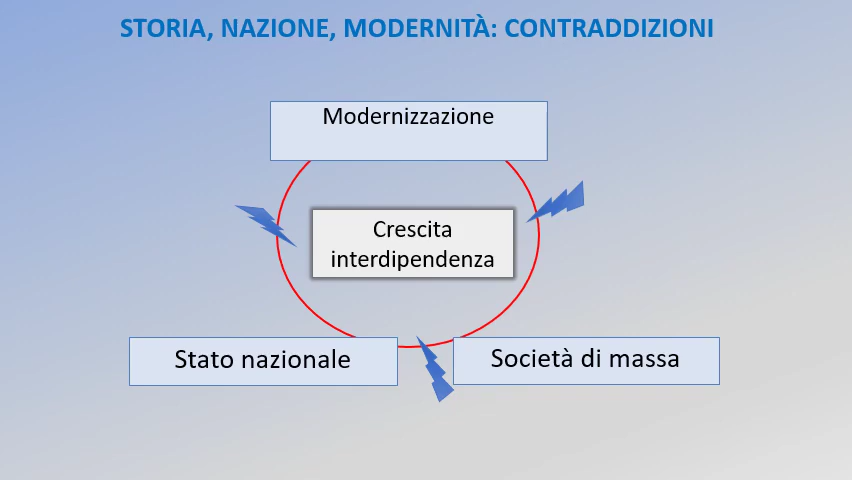 STORIA, NAZIONE, MODERNITÀ: CONTRADDIZIONI
Modernizzazione
Crescita
interdipendenza
Stato nazionale
Società di massa